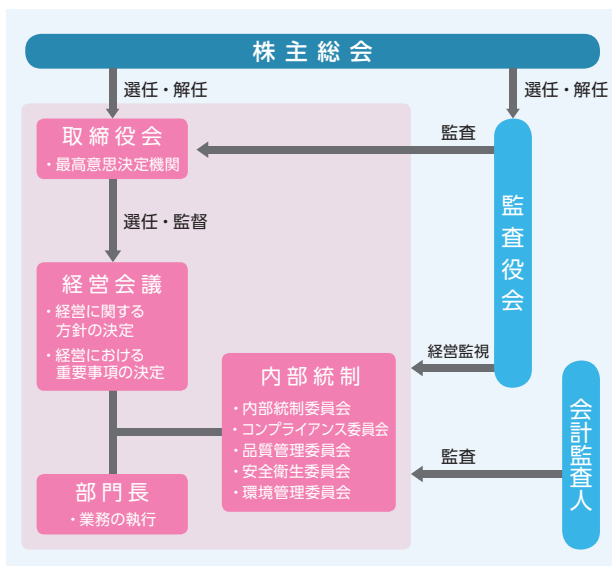 株主総会
選任・解任
選任・解任
取締役会
・最高意思決定機関
監査
監査役会
選任・監督
経営会議
・経営に関する
方針の決定
・経営における
重要事項の決定
経営監視
内部統制
・内部統制委員会
・コンプライアンス委員会
・品質管理委員会
・安全衛生委員会
・環境管理委員会
監査
会計監査人
部門長
・業務の執行